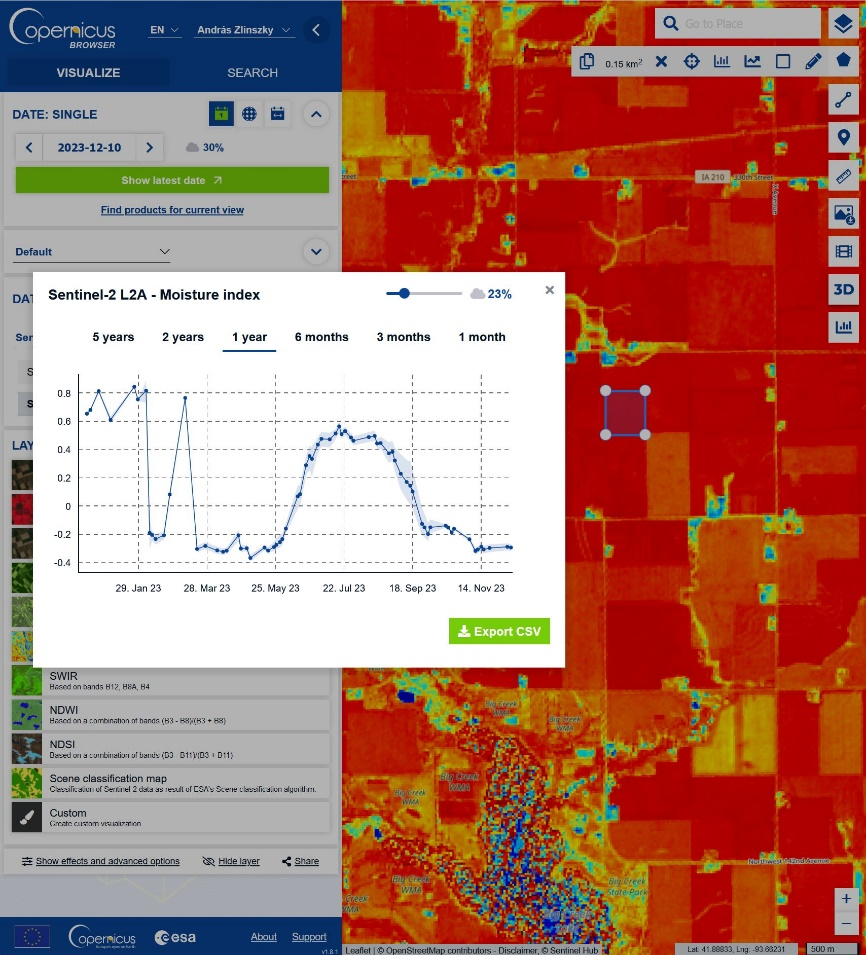 Copernicus
BROWSER
EN
András Zlinszky
Go to Place
VISUALIZE
SEARCH
0.15 km²
DATE: SINGLE
1
2023-12-10
30%
Show latest date
Find products for current view
IA 210
330th Street
Default
3D
Sentinel-2 L2A - Moisture index
23%
5 years
2 years
1 year
6 months
3 months
1 month
0.8
0.6
0.4
0.2
0
-0.2
-0.4
29. Jan 23
28. Mar 23
25. May 23
22. Jul 23
18. Sep 23
14. Nov 23
Export CSV
SWIR
Based on bands B12, B8A, B4
NDWI
Based on a combination of bands (B3 - B8)/(B3 + B8)
NDSI
Based on a combination of bands (B3 - B11)/(B3 + B11)
Scene classification map
Classification of Sentinel 2 data as result of ESA's Scene classification algorithm.
Custom
Create custom visualization
Big Creek
WMA
Big Creek
WMA
Big Creek
WMA
Big Creek
WMA
Big Creek
WMA
Big Creek
State Park
Northwest 142nd Avenue
Show effects and advanced options
Hide layer
Share
Copernicus
esa
About
Support
v1.8.1
Leaflet | © OpenStreetMap contributors - Disclaimer, © Sentinel Hub
Lat: 41.88833, Lng: -93.66231
500 m